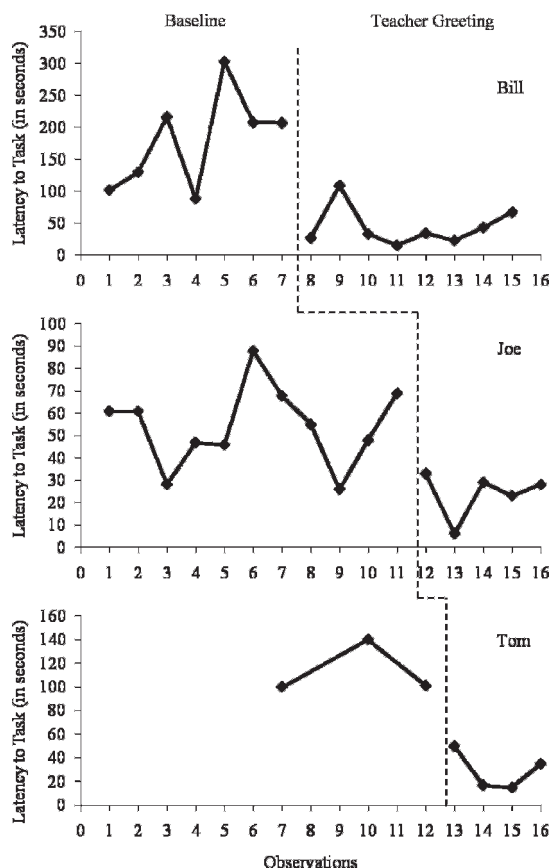 Baseline Teacher Greeting
Latency to Task (in seconds)
350
300
250
200
150
100
50
0
Bill
0 1 2 3 4 5 6 7 8 9 10 11 12 13 14 15 16
Latency to Task (in seconds)
100
90
80
70
60
50
40
30
20
10
0
Joe
0 1 2 3 4 5 6 7 8 9 10 11 12 13 14 15 16
Latency to Task (in seconds)
160
140
120
100
80
60
40
20
0
Tom
0 1 2 3 4 5 6 7 8 9 10 11 12 13 14 15 16
Observations